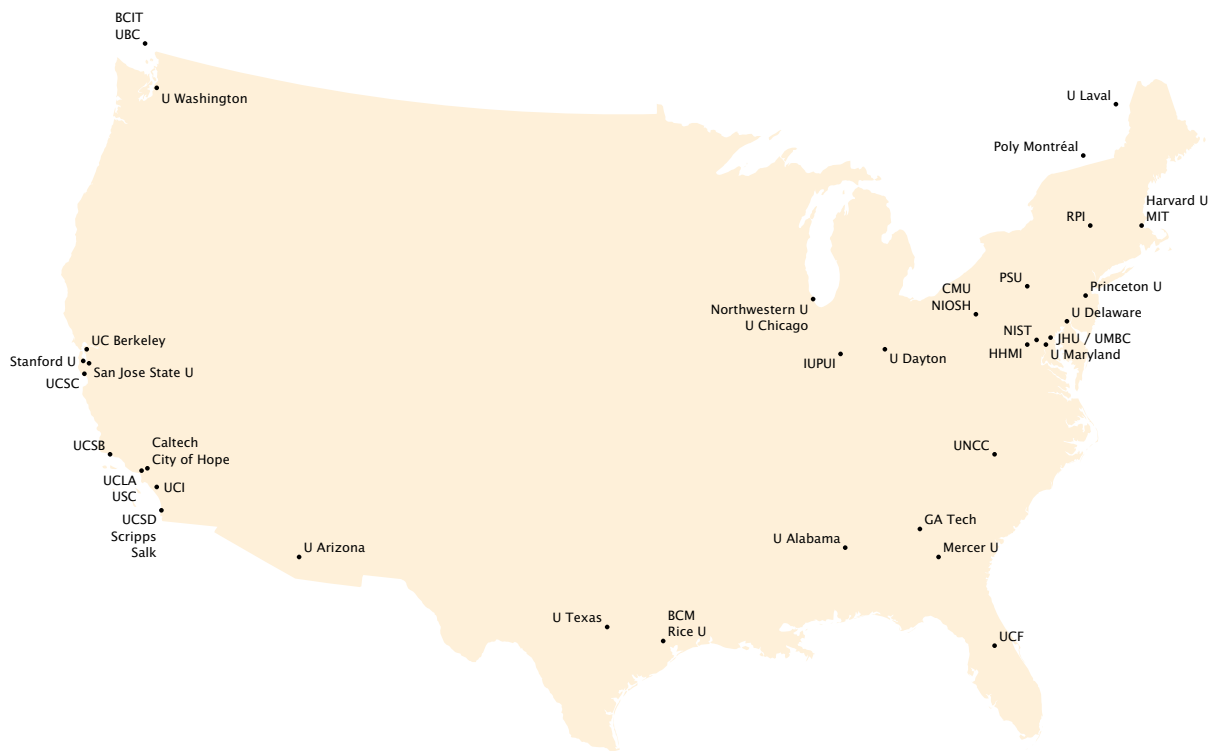 BCIT
UBC
U Washington
U Laval
Poly Montréal
Harvard U
MIT
RPI
PSU
CMU
NIOSH
Princeton U
Northwestern U
U Chicago
U Delaware
NIST
JHU / UMBC
HHMI
U Maryland
UC Berkeley
Stanford U
San Jose State U
UCSC
IUPUI
U Dayton
UCSB
Caltech
City of Hope
UCLA
USC
UCI
UCSD
Scripps
Salk
UNCC
GA Tech
U Alabama
Mercer U
U Arizona
U Texas
BCM
Rice U
UCF